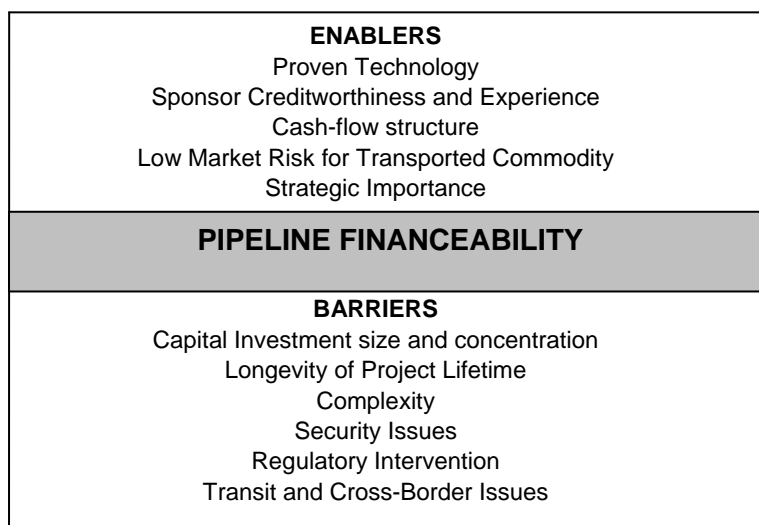 ENABLERS
Proven Technology
Sponsor Creditworthiness and Experience
Cash-flow structure
Low Market Risk for Transported Commodity
Strategic Importance
PIPELINE FINANCEABILITY
BARRIERS
Capital Investment size and concentration
Longevity of Project Lifetime
Complexity
Security Issues
Regulatory Intervention
Transit and Cross-Border Issues